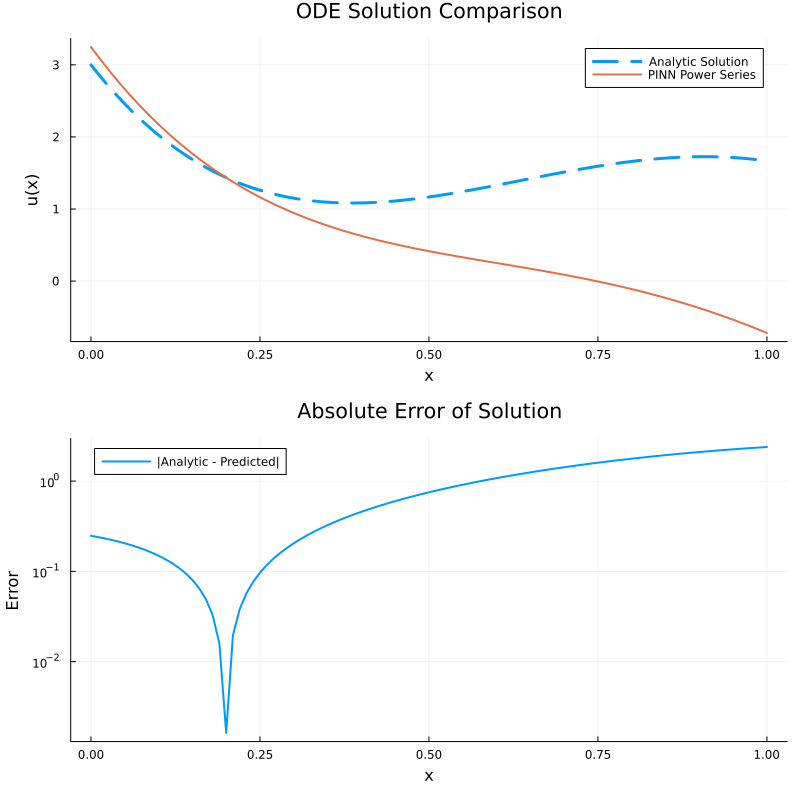 ODE Solution Comparison
Analytic Solution
PINN Power Series
3
2
1
0
u(x)
0.00 0.25 0.50 0.75 1.00
x
Absolute Error of Solution
|Analytic - Predicted|
10⁰
10⁻¹
10⁻²
Error
0.00 0.25 0.50 0.75 1.00
x